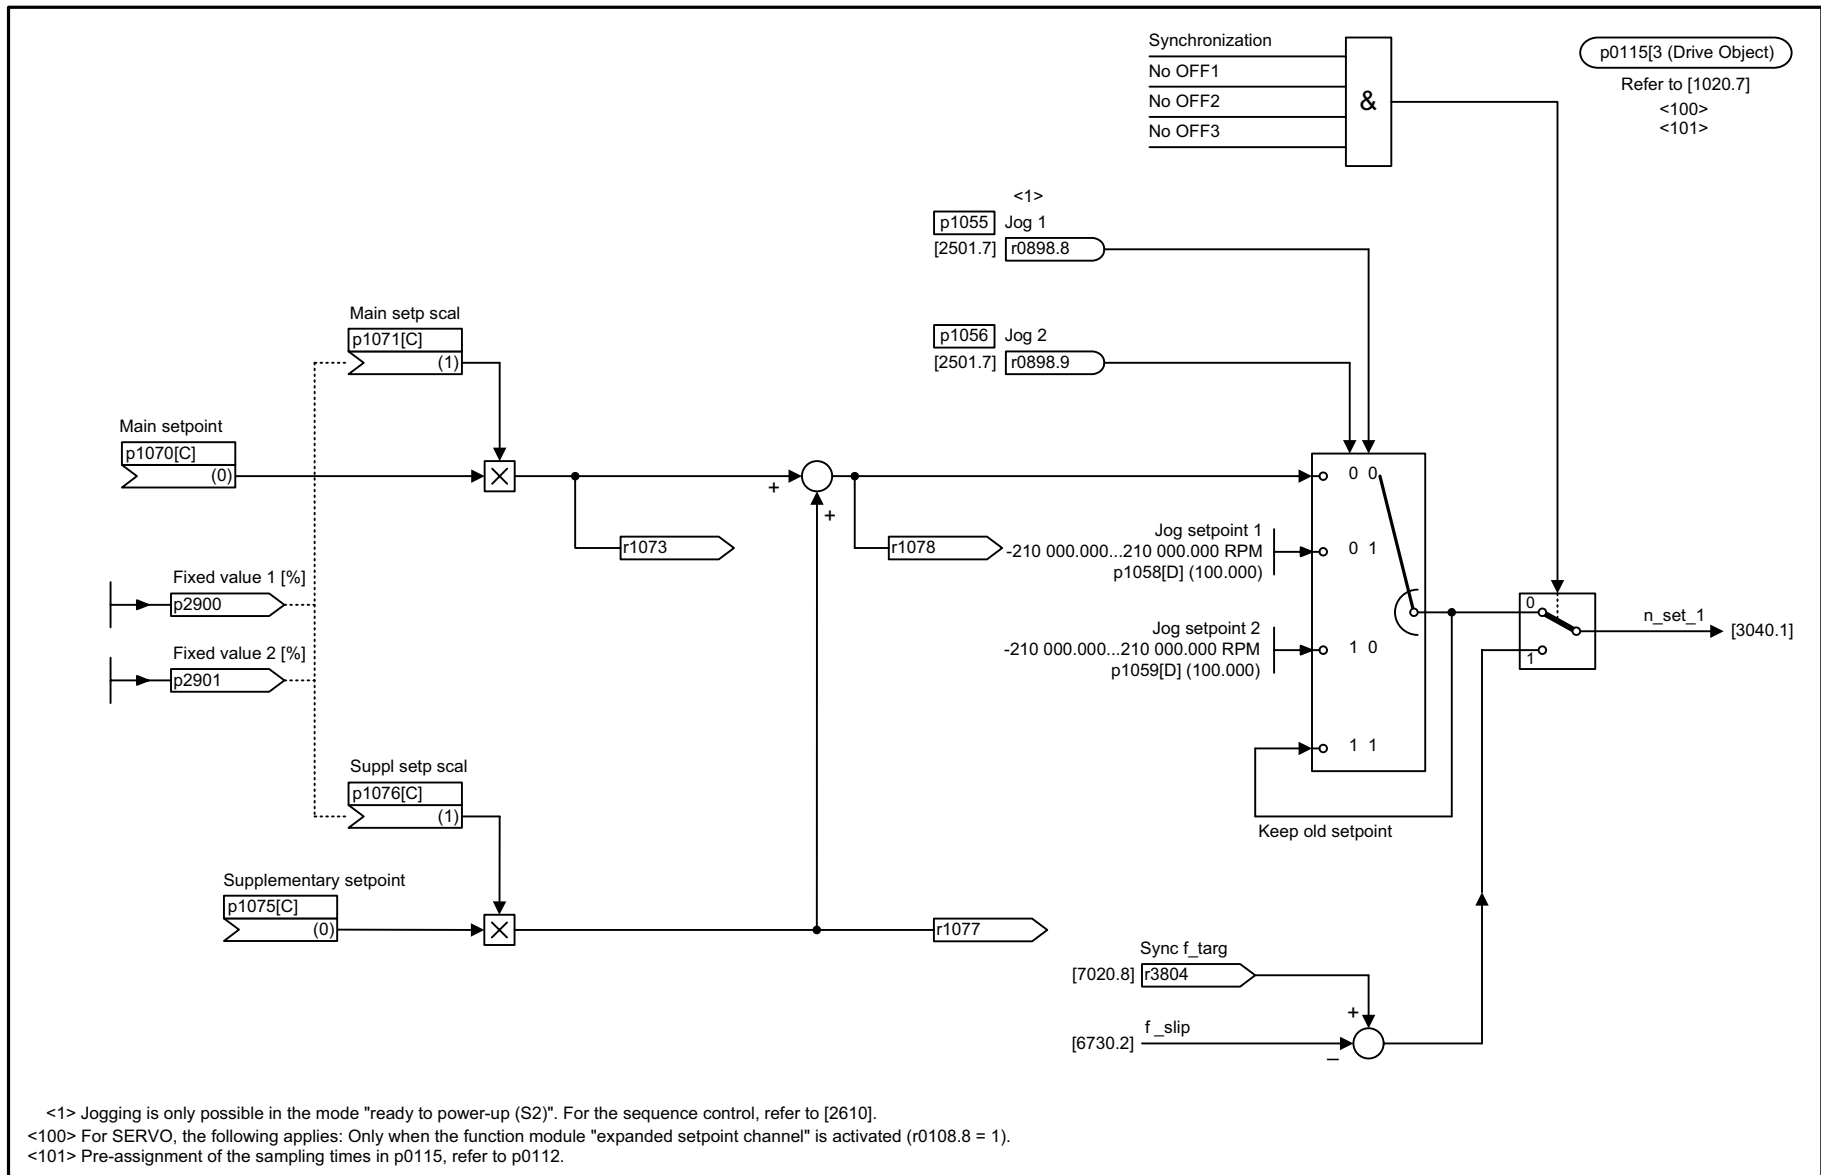 Synchronization
No OFF1
No OFF2
No OFF3
&
p0115[3 (Drive Object)
Refer to [1020.7]
<100>
<101>
<1>
p1055 Jog 1
[2501.7] r0898.8
p1056 Jog 2
[2501.7] r0898.9
Main setp scal
p1071[C]
(1)
Main setpoint
p1070[C]
(0)
+
+
r1073
r1078
Fixed value 1 [%]
p2900
Fixed value 2 [%]
p2901
0 0
Jog setpoint 1
-210 000.000...210 000.000 RPM
p1058[D] (100.000)
0 1
Jog setpoint 2
-210 000.000...210 000.000 RPM
p1059[D] (100.000)
1 0
1 1
Keep old setpoint
0
1
n_set_1
[3040.1]
Suppl setp scal
p1076[C]
(1)
Supplementary setpoint
p1075[C]
(0)
r1077
Sync f_targ
[7020.8] r3804
+
f _slip
[6730.2]
–
<1> Jogging is only possible in the mode "ready to power-up (S2)". For the sequence control, refer to [2610].
<100> For SERVO, the following applies: Only when the function module "expanded setpoint channel" is activated (r0108.8 = 1).
<101> Pre-assignment of the sampling times in p0115, refer to p0112.